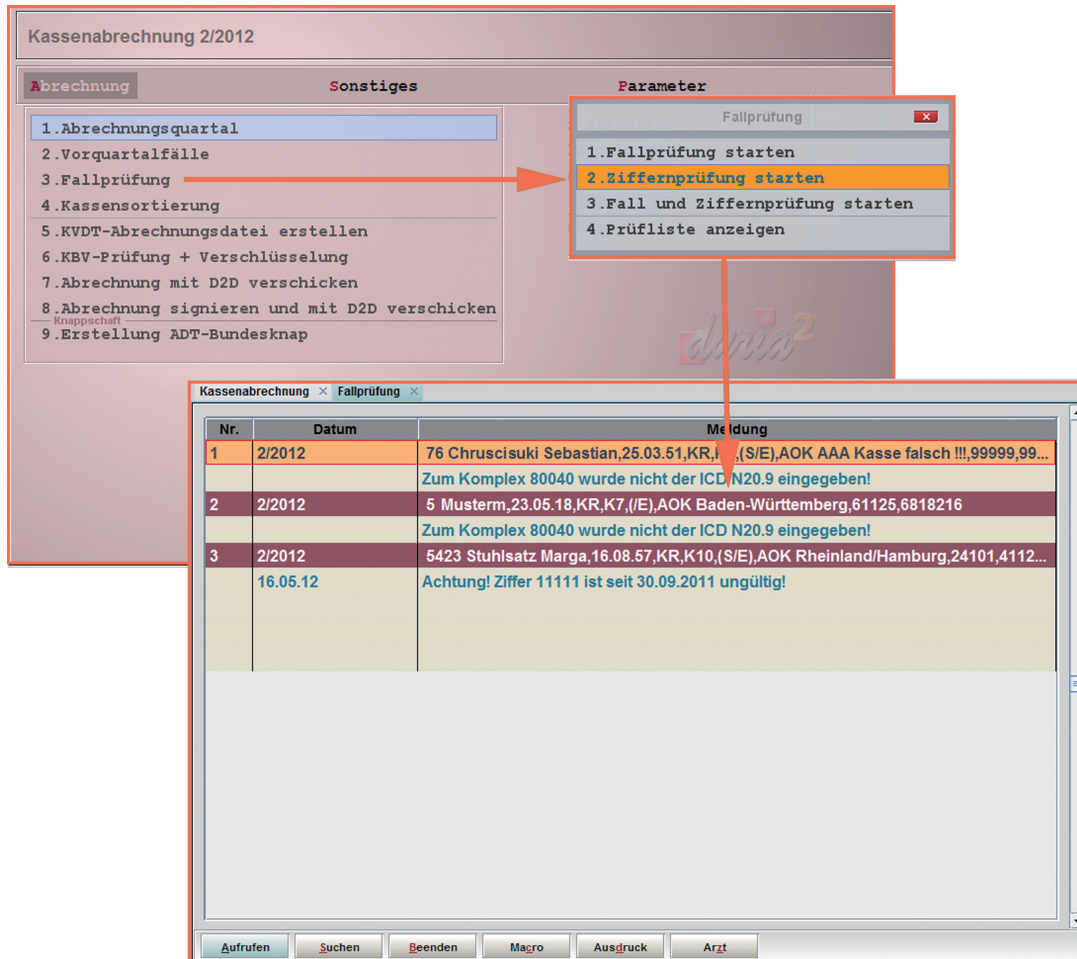 Kassenabrechnung 2/2012
Abrechnung Sonstiges Parameter
1.Abrechnungsquartal
2.Vorquartalfälle
3.Fallprüfung
4.Kassensortierung
5.KVDT-Abrechnungsdatei erstellen
6.KBV-Prüfung + Verschlüsselung
7.Abrechnung mit D2D verschicken
8.Abrechnung signieren und mit D2D verschicken
Knappschaft
9.Erstellung ADT-Bundesknap
Fallprüfung
1.Fallprüfung starten
2.Ziffernprüfung starten
3.Fall und Ziffernprüfung starten
4.Prüfliste anzeigen
duria2
Kassenabrechnung Fallprüfung
Nr. Datum Meldung
1 2/2012 76 Chruscisuki Sebastian,25.03.51,KR, ,(S/E),AOK AAA Kasse falsch !!!,99999,99...
Zum Komplex 80040 wurde nicht der ICD N20.9 eingegeben!
2 2/2012 5 Musterm,23.05.18,KR,K7,(/E),AOK Baden-Württemberg,61125,6818216
Zum Komplex 80040 wurde nicht der ICD N20.9 eingegeben!
3 2/2012 5423 Stuhlsatz Marga,16.08.57,KR,K10,(S/E),AOK Rheinland/Hamburg,24101,4112...
16.05.12 Achtung! Ziffer 11111 ist seit 30.09.2011 ungültig!
Aufrufen Suchen Beenden Macro Ausdruck Arzt